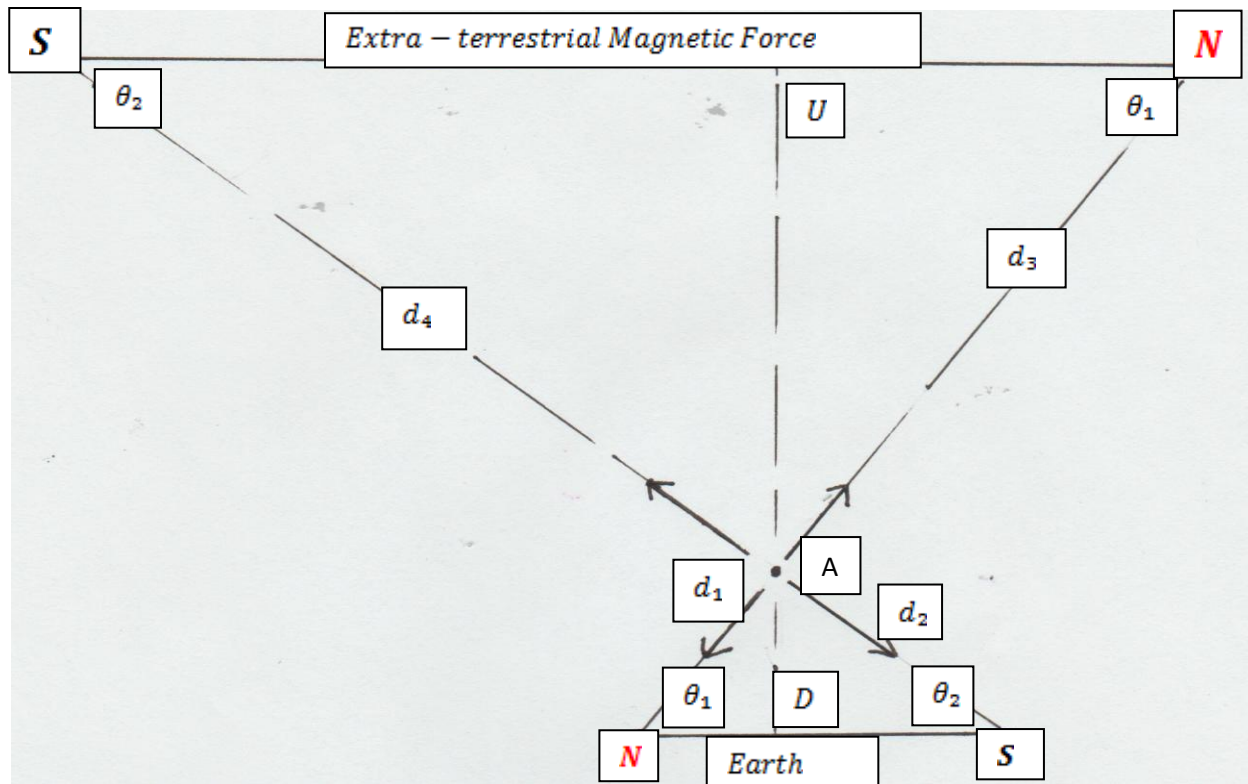 S
Extra – terrestrial Magnetic Force
N
θ₂
U
θ₁
d₃
d₄
A
d₁
d₂
θ₁
D
θ₂
N
Earth
S